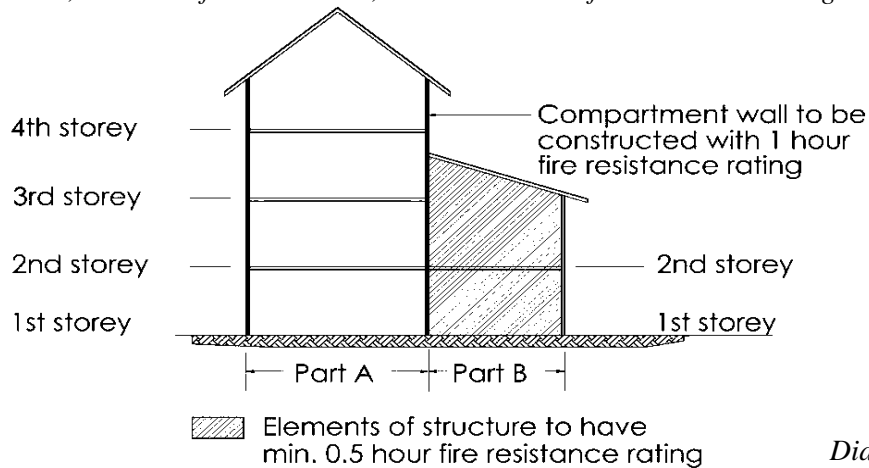 4th storey
Compartment wall to be
constructed with 1 hour
fire resistance rating
3rd storey
2nd storey
2nd storey
1st storey
1st storey
Part A
Part B
Elements of structure to have
min. 0.5 hour fire resistance rating